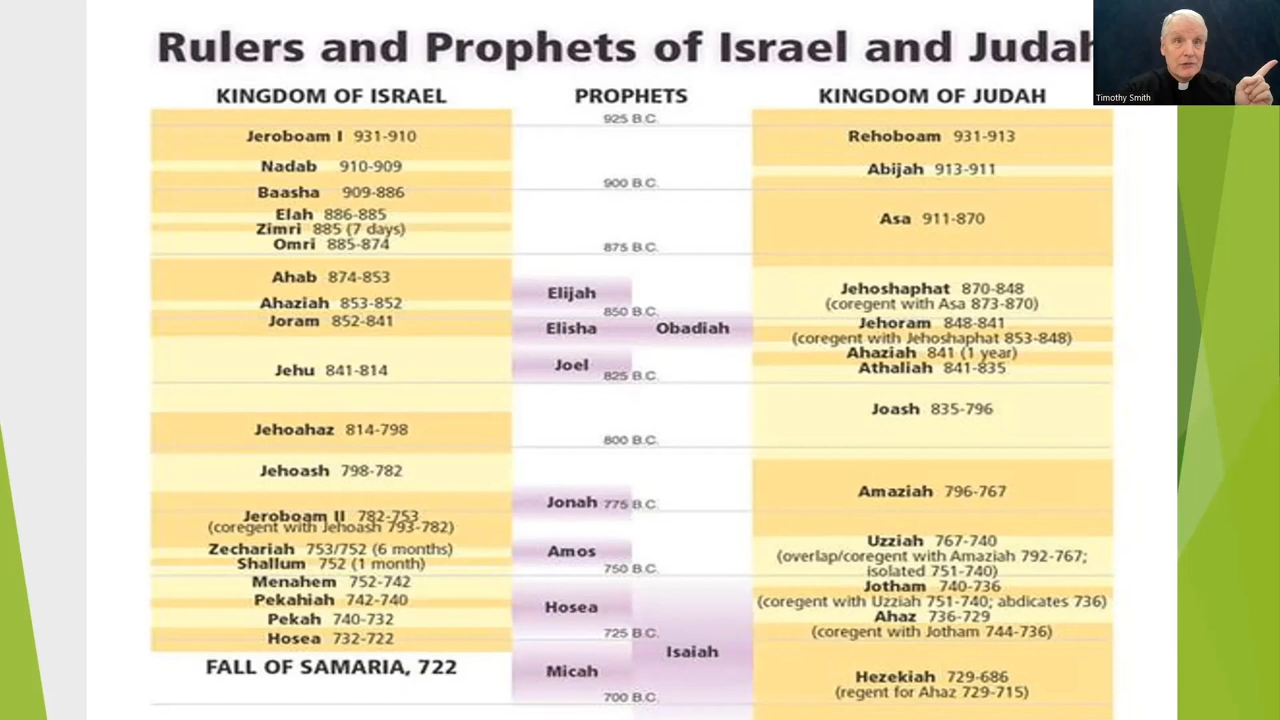 Rulers and Prophets of Israel and Judah
Timothy Smith
KINGDOM OF ISRAEL
Jeroboam I 931-910
Nadab 910-909
Baasha 909-886
Elah 886-885
Zimri 885 (7 days)
Omri 885-874
Ahab 874-853
Ahaziah 853-852
Joram 852-841
Jehu 841-814
Jehoahaz 814-798
Jehoash 798-782
Jeroboam II 782-753
(coregent with Jehoash 793-782)
Zechariah 753/752 (6 months)
Shallum 752 (1 month)
Menahem 752-742
Pekahiah 742-740
Pekah 740-732
Hosea 732-722
FALL OF SAMARIA, 722
PROPHETS
925 B.C.
900 B.C.
875 B.C.
Elijah
850 B.C.
Elisha Obadiah
Joel
825 B.C.
800 B.C.
Jonah 775 B.C.
Amos
750 B.C.
Hosea
725 B.C.
Isaiah
Micah
700 B.C.
KINGDOM OF JUDAH
Rehoboam 931-913
Abijah 913-911
Asa 911-870
Jehoshaphat 870-848
(coregent with Asa 873-870)
Jehoram 848-841
(coregent with Jehoshaphat 853-848)
Ahaziah 841 (1 year)
Athaliah 841-835
Joash 835-796
Amaziah 796-767
Uzziah 767-740
(overlap/coregent with Amaziah 792-767;
isolated 751-740)
Jotham 740-736
(coregent with Uzziah 751-740; abdicates 736)
Ahaz 736-729
(coregent with Jotham 744-736)
Hezekiah 729-686
(regent for Ahaz 729-715)